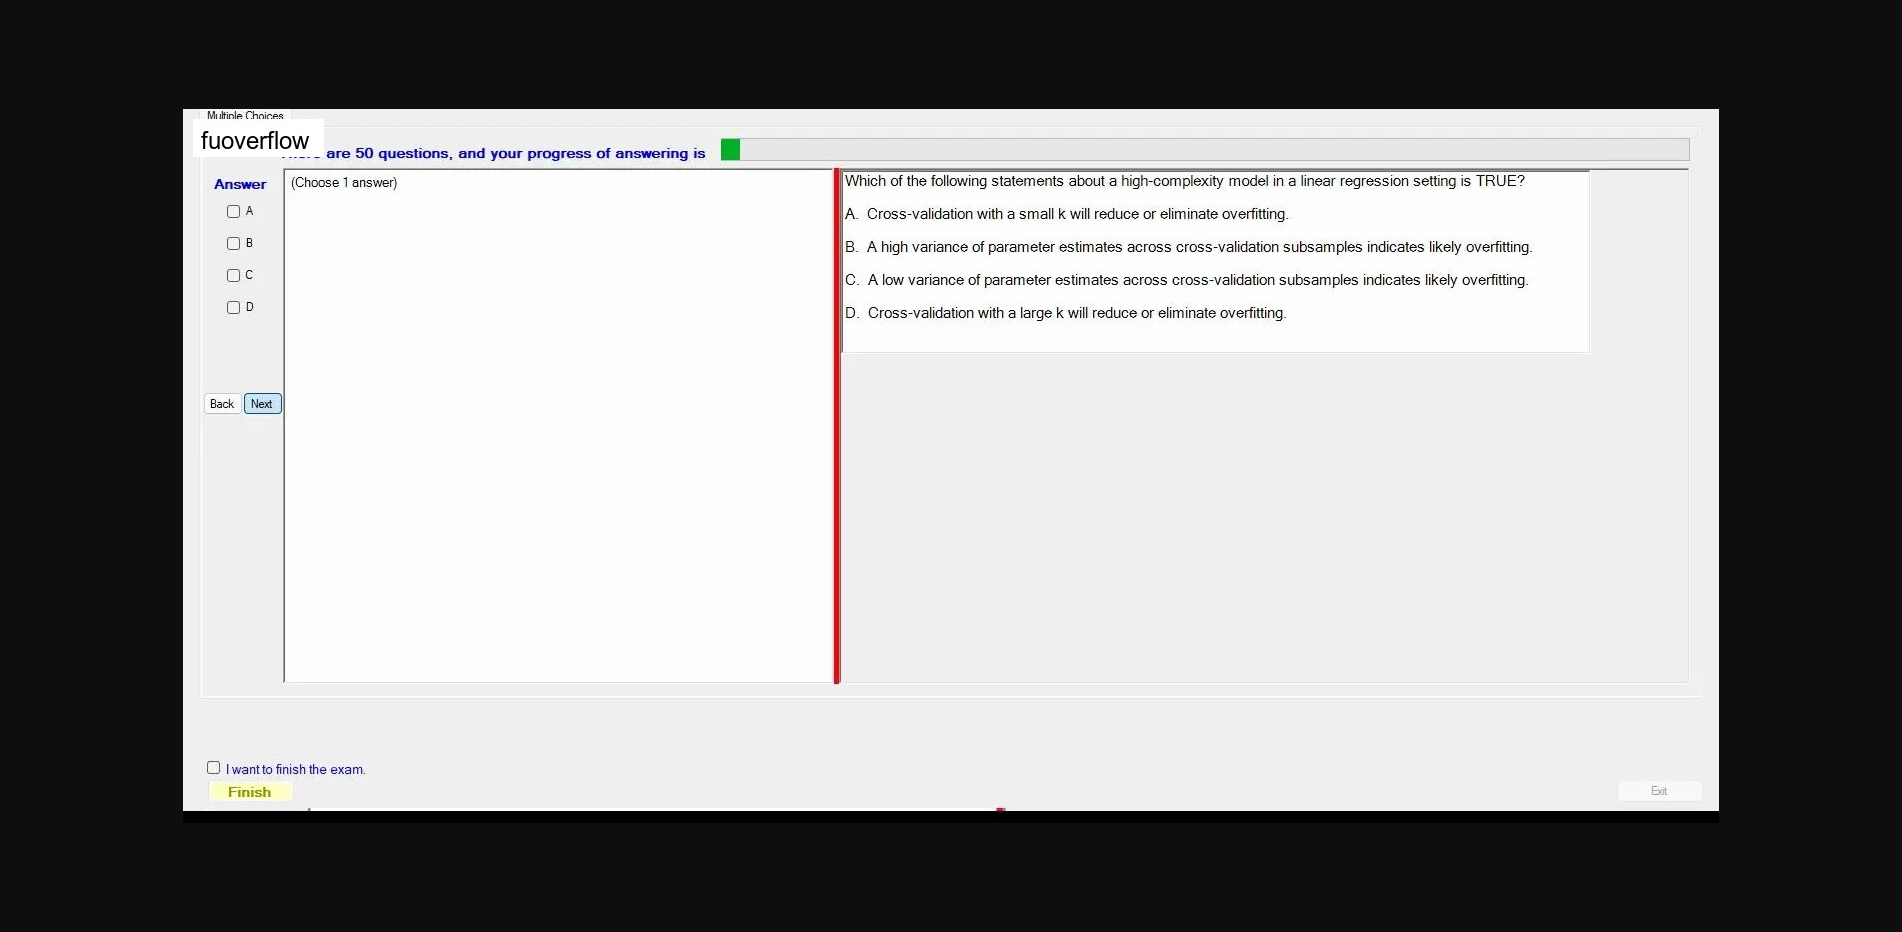 Multiple Choices
fuoverflow
are 50 questions, and your progress of answering is
Answer
(Choose 1 answer)
A
B
C
D
Back
Next
Which of the following statements about a high-complexity model in a linear regression setting is TRUE?
A. Cross-validation with a small k will reduce or eliminate overfitting.
B. A high variance of parameter estimates across cross-validation subsamples indicates likely overfitting.
C. A low variance of parameter estimates across cross-validation subsamples indicates likely overfitting.
D. Cross-validation with a large k will reduce or eliminate overfitting.
I want to finish the exam.
Finish
Exit